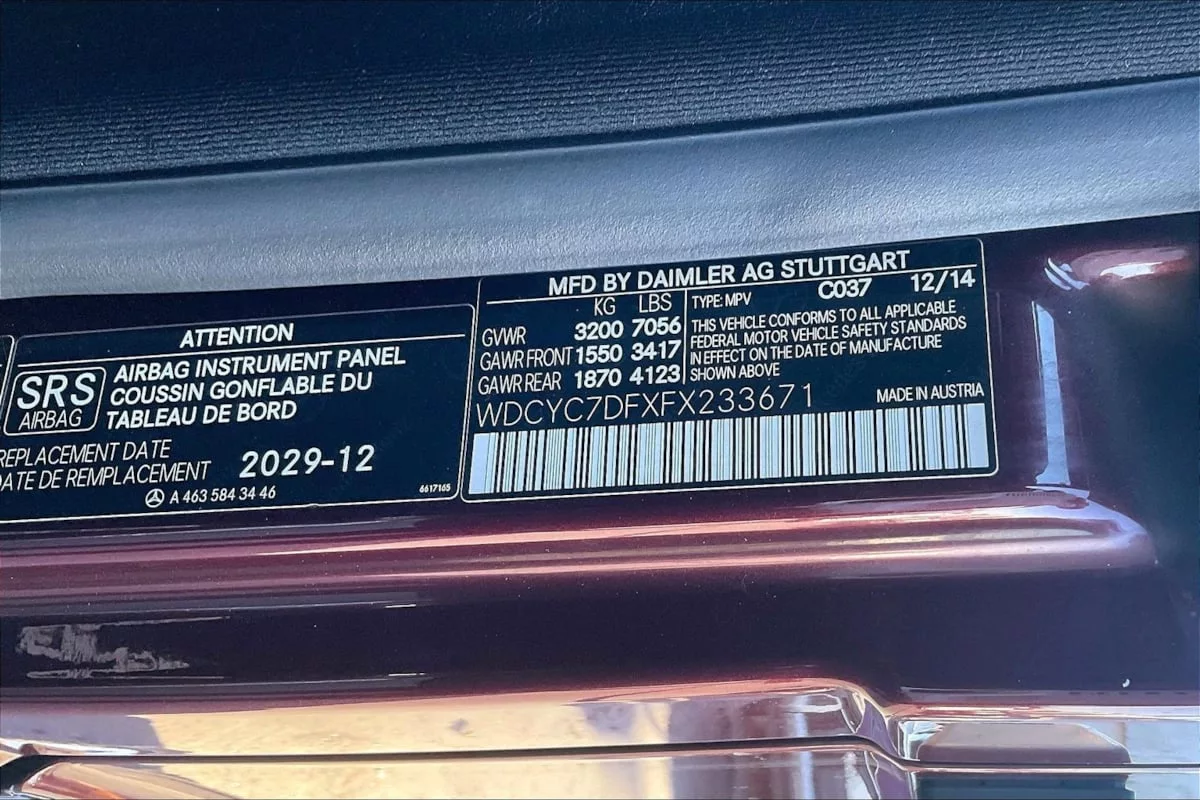 ATTENTION
SRS
AIRBAG
AIRBAG INSTRUMENT PANEL
COUSSIN GONFLABLE DU
TABLEAU DE BORD
REPLACEMENT DATE
DATE DE REMPLACEMENT
2029-12
A 463 584 34 46
6617165
MFD BY DAIMLER AG STUTTGART
KG LBS
GVWR 3200 7056
GAWR FRONT 1550 3417
GAWR REAR 1870 4123
TYPE: MPV C037 12/14
THIS VEHICLE CONFORMS TO ALL APPLICABLE
FEDERAL MOTOR VEHICLE SAFETY STANDARDS
IN EFFECT ON THE DATE OF MANUFACTURE
SHOWN ABOVE
WDCYC7DFXFX233671
MADE IN AUSTRIA